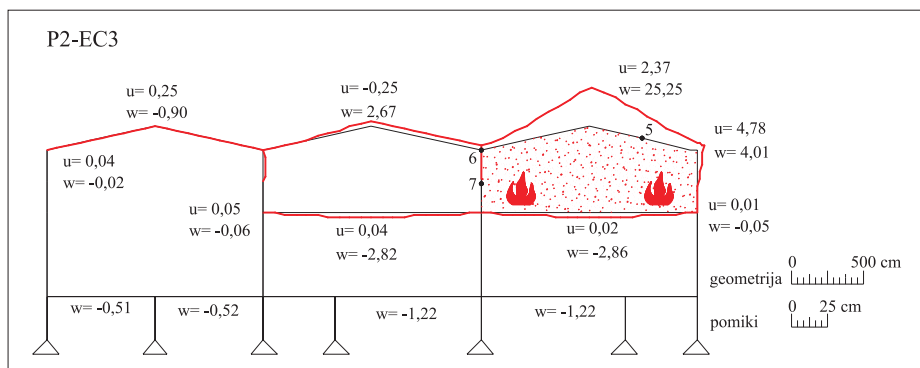 P2-EC3
u= 0,25
w= -0,90
u= -0,25
w= 2,67
u= 2,37
w= 25,25
5
u= 4,78
w= 4,01
u= 0,04
w= -0,02
6
7
u= 0,05
w= -0,06
u= 0,04
w= -2,82
u= 0,02
w= -2,86
u= 0,01
w= -0,05
geometrija
0 500 cm
w= -0,51
w= -0,52
w= -1,22
w= -1,22
pomiki
0 25 cm